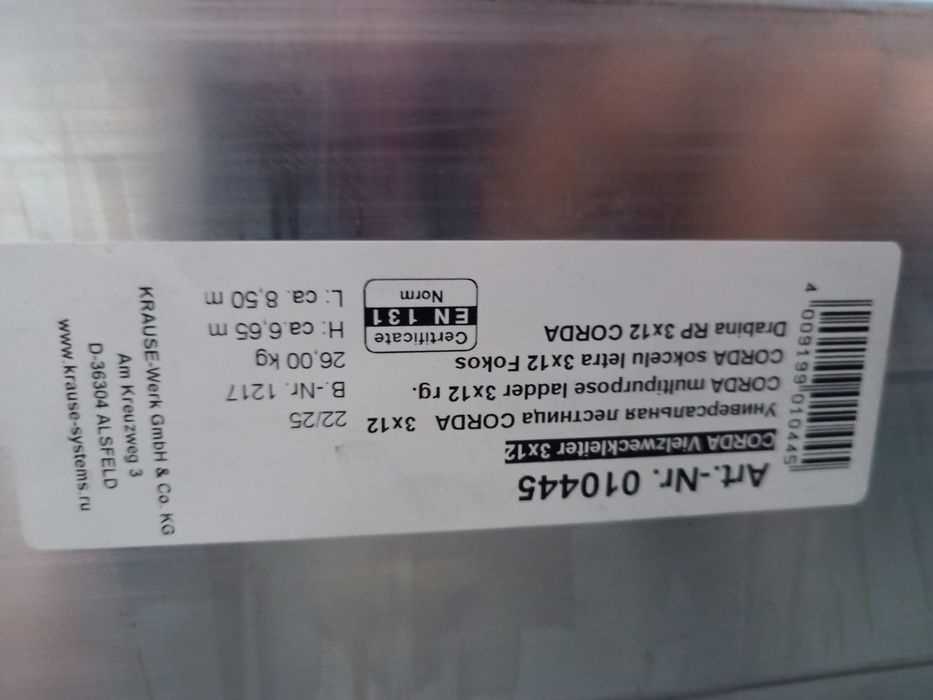 Art.-Nr. 010445
CORDA Vielzweckleiter 3x12
Универсальная лестница CORDA 3x12
CORDA multipurpose ladder 3x12 rg.
CORDA sokcelu letra 3x12 Fokos
Drabina RP 3x12 CORDA
4 009199 010445
22/25
B.-Nr. 1217
26,00 kg
H: ca.6,65 m
L: ca. 8,50 m
Certificate
EN 131
Norm
KRAUSE-Werk GmbH & Co. KG
Am Kreuzweg 3
D-36304 ALSFELD
www.krause-systems.ru